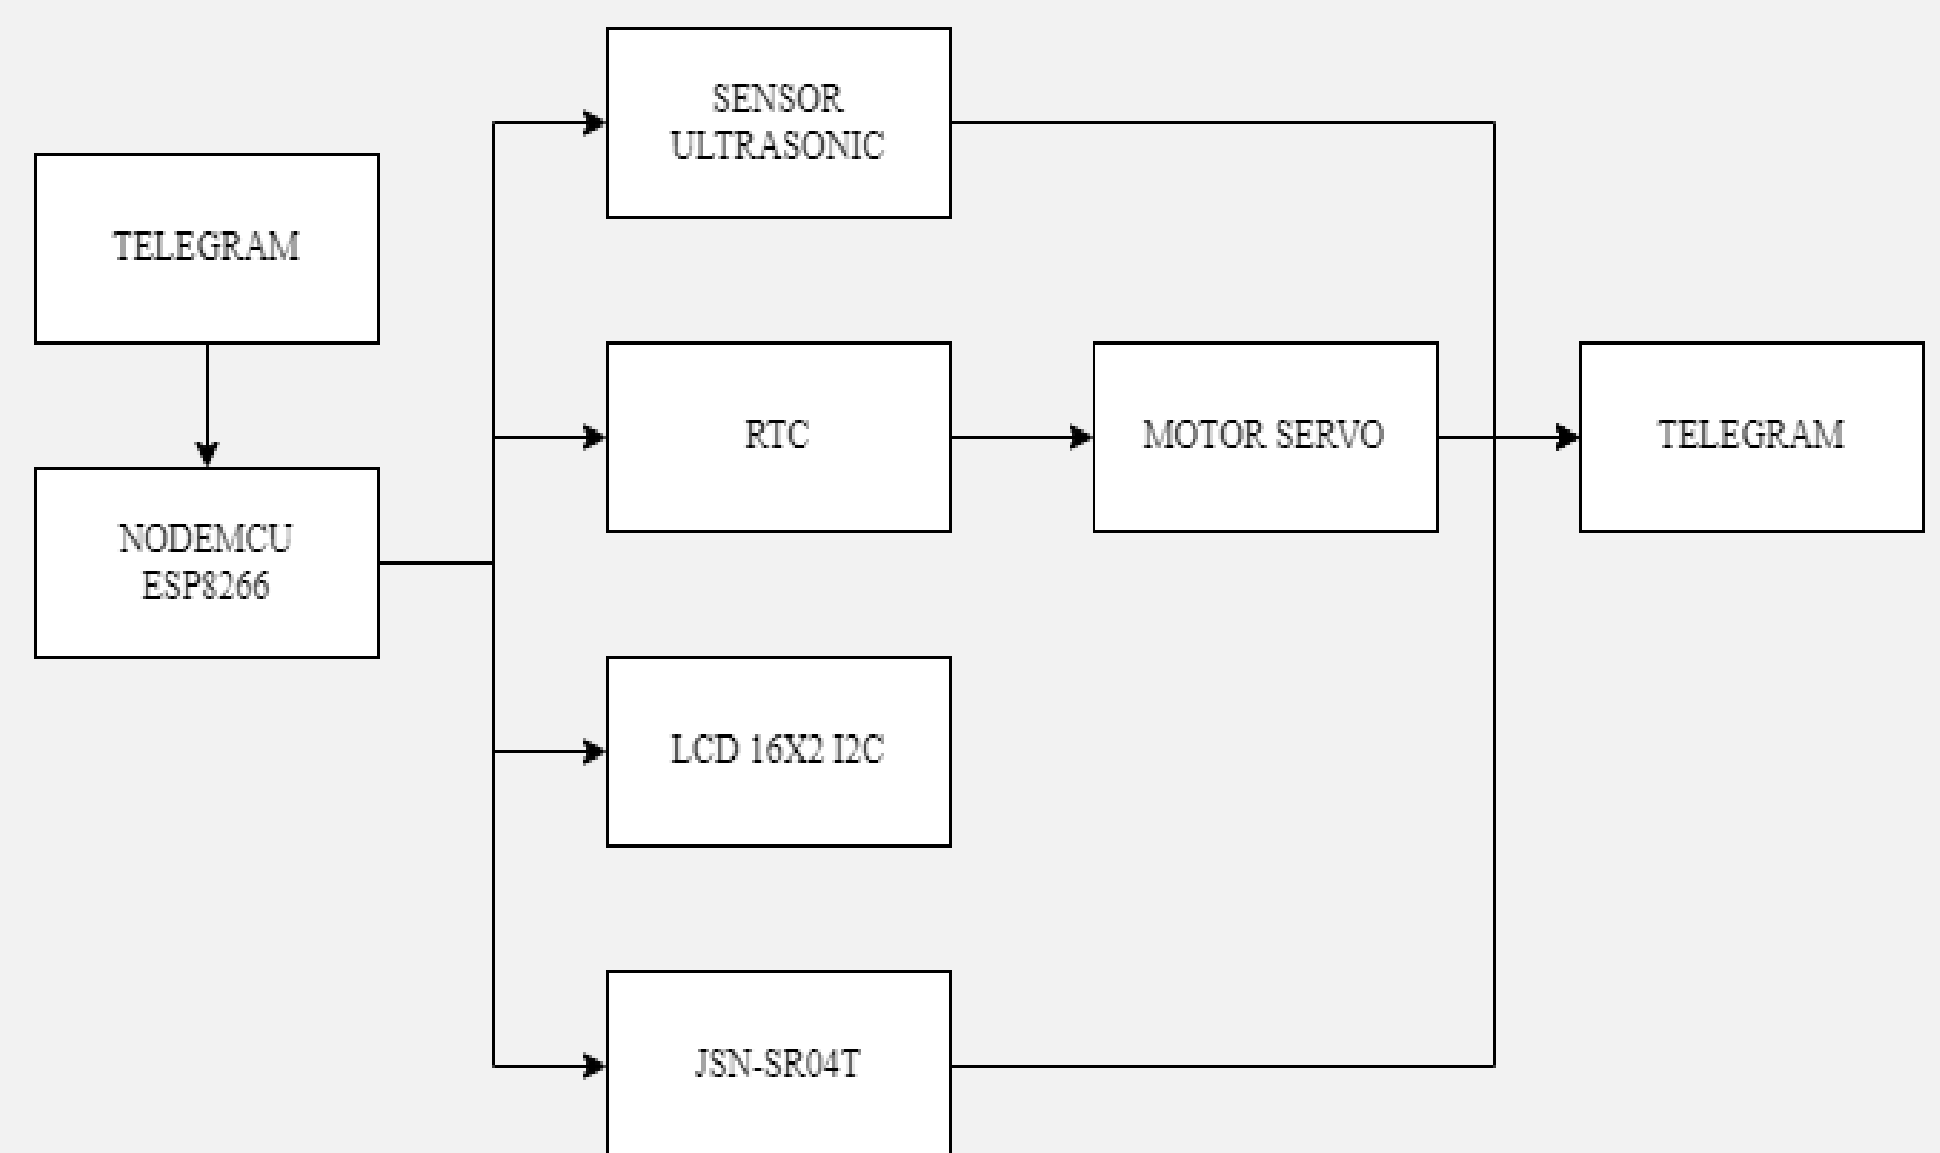 TELEGRAM
NODEMCU
ESP8266
SENSOR
ULTRASONIC
RTC
LCD 16X2 I2C
JSN-SR04T
MOTOR SERVO
TELEGRAM